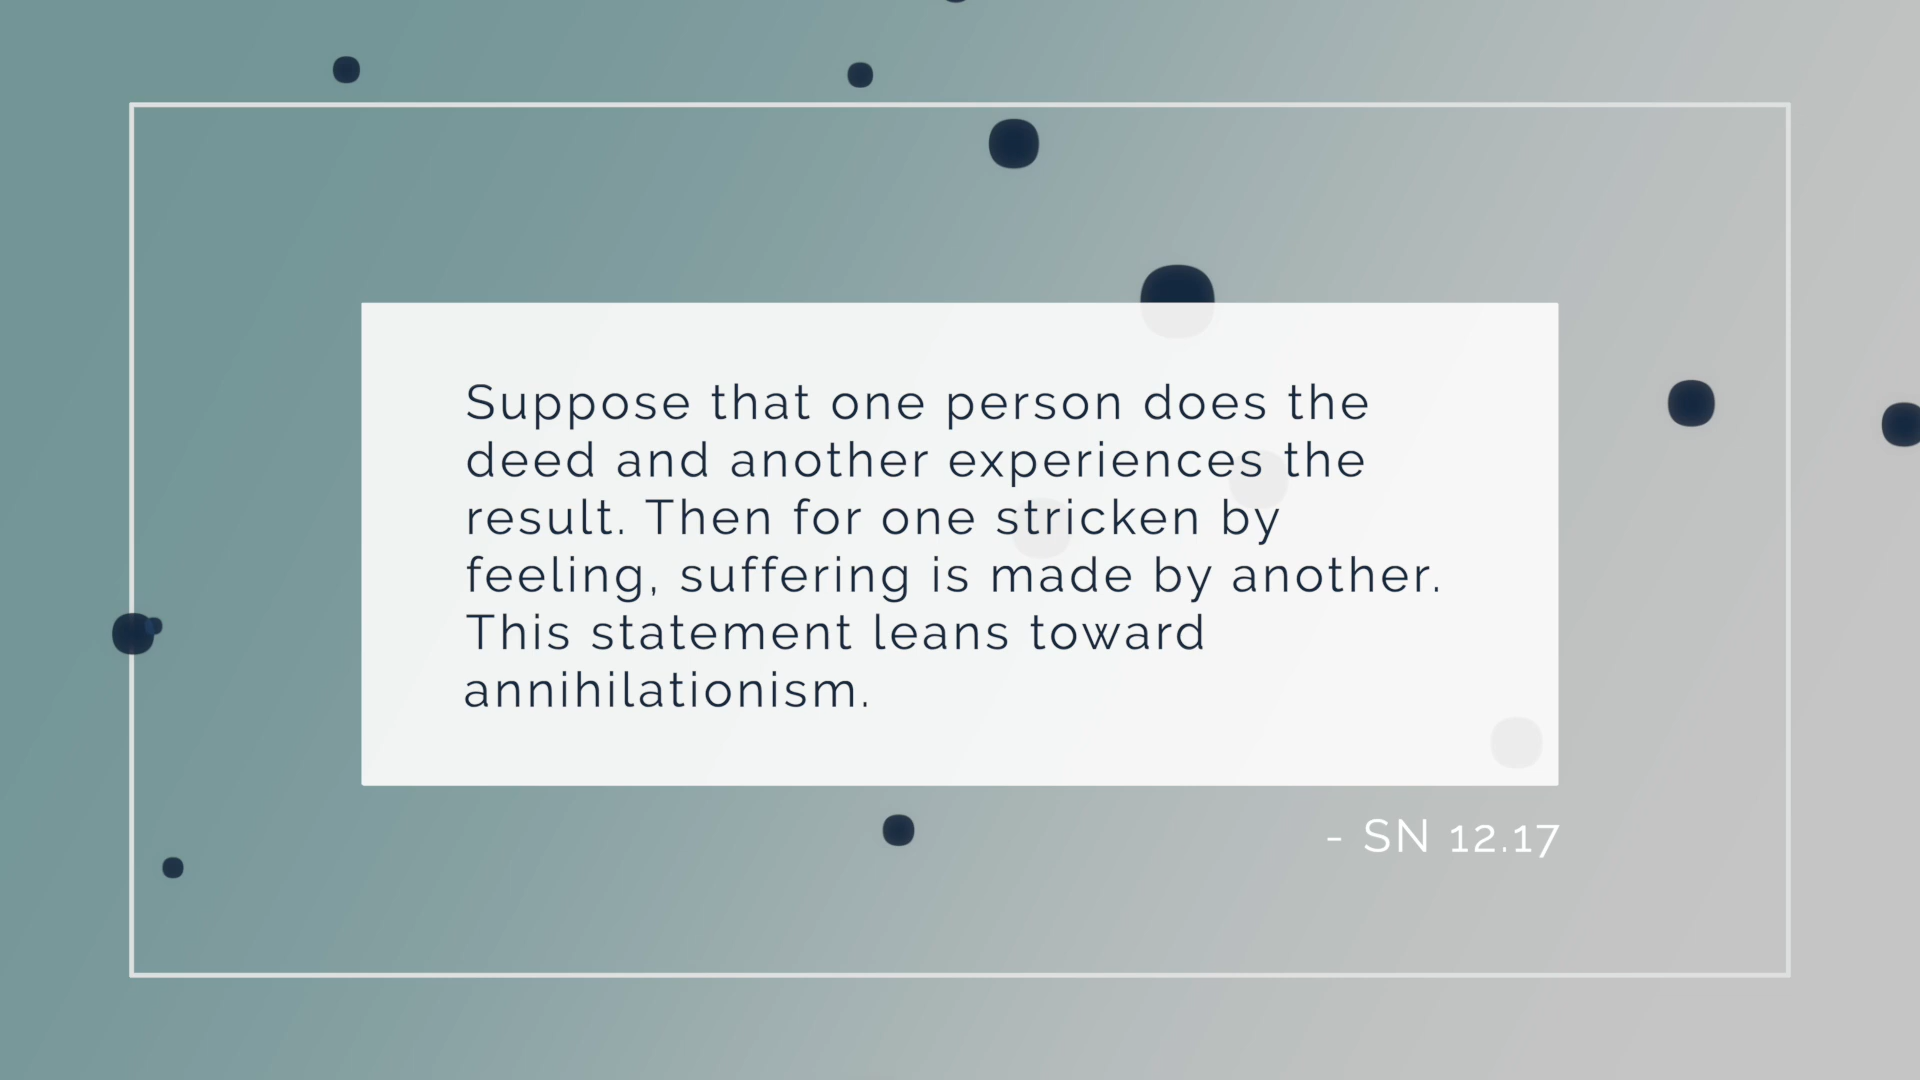 Suppose that one person does the
deed and another experiences the
result. Then for one stricken by
feeling, suffering is made by another.
This statement leans toward
annihilationism.
- SN 12.17